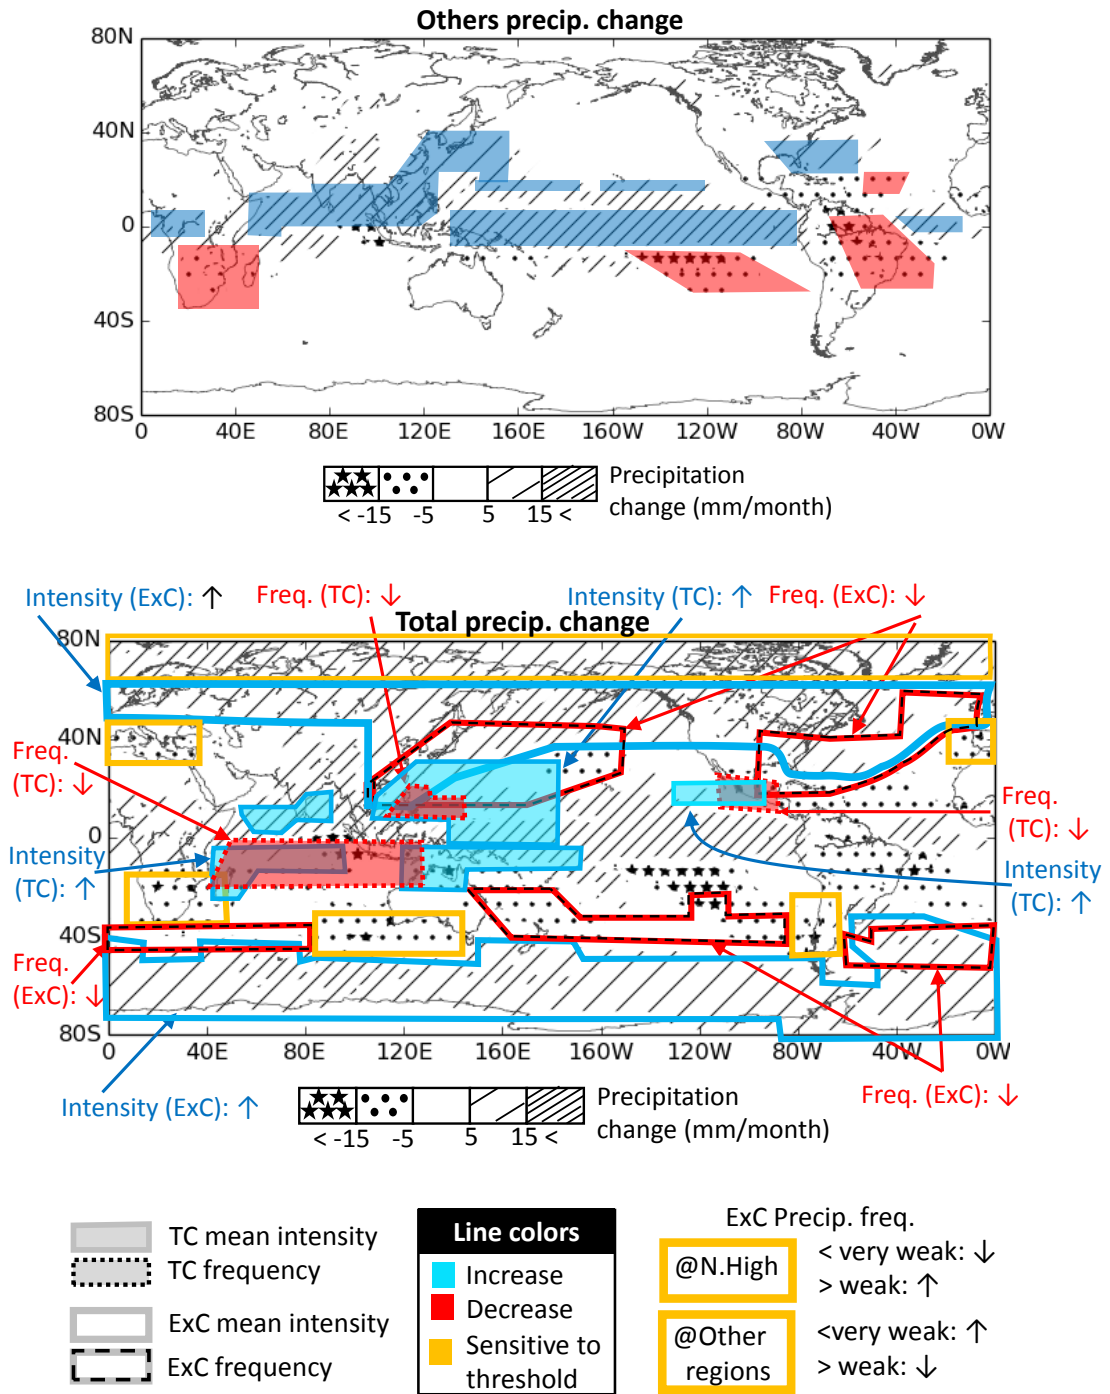 Others precip. change
80N
40N
0
40S
80S
0 40E 80E 120E 160E 160W 120W 80W 40W 0W
< -15 -5 5 15 <
Precipitation
change (mm/month)
Intensity (ExC): ↑
Freq. (TC): ↓
Intensity (TC): ↑
Freq. (ExC): ↓
Total precip. change
80N
40N
0
40S
80S
Freq.
(TC): ↓
Intensity
(TC): ↑
Freq.
(ExC): ↓
Freq.
(TC): ↓
Intensity
(TC): ↑
0 40E 80E 120E 160E 160W 120W 80W 40W 0W
Intensity (ExC): ↑
Freq. (ExC): ↓
< -15 -5 5 15 <
Precipitation
change (mm/month)
TC mean intensity
TC frequency
ExC mean intensity
ExC frequency
Line colors
Increase
Decrease
Sensitive to
threshold
ExC Precip. freq.
@N.High
< very weak: ↓
> weak: ↑
@Other
regions
<very weak: ↑
> weak: ↓